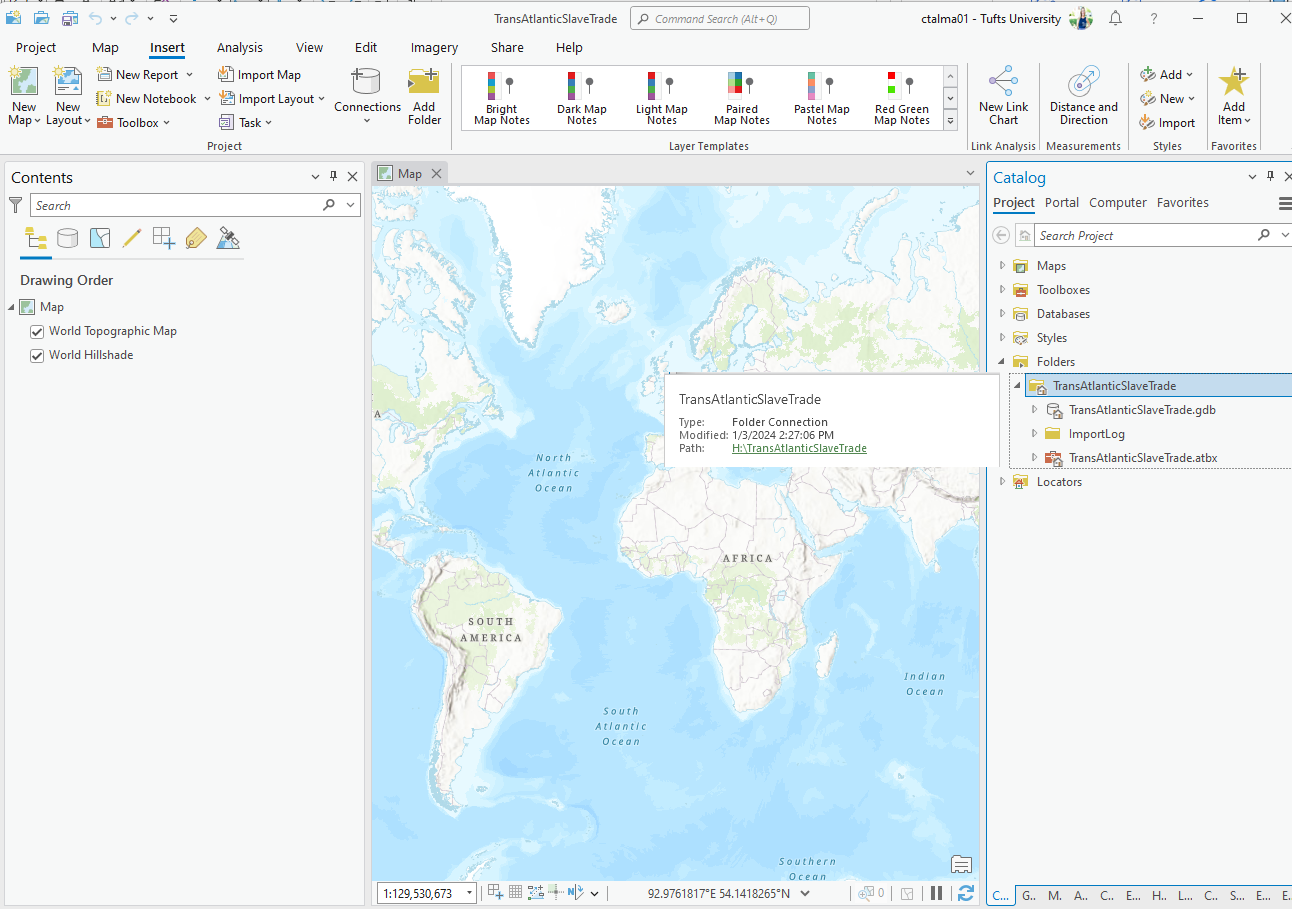 TransAtlanticSlaveTrade
Command Search (Alt+Q)
ctalma01 - Tufts University
?
Project Map Insert Analysis View Edit Imagery Share Help
New Map
New Layout
New Report
New Notebook
Toolbox
Import Map
Import Layout
Task
Connections
Add Folder
Project
Bright Map Notes
Dark Map Notes
Light Map Notes
Paired Map Notes
Pastel Map Notes
Red Green Map Notes
Layer Templates
New Link Chart
Link Analysis
Distance and Direction
Measurements
Add
New
Import
Styles
Add Item
Favorites
Contents
Search
Drawing Order
Map
World Topographic Map
World Hillshade
Map
A
North
Atlantic
Ocean
AFRICA
SOUTH
AMERICA
South
Atlantic
Ocean
Indian
Ocean
Southern
Ocean
TransAtlanticSlaveTrade
Type: Folder Connection
Modified: 1/3/2024 2:27:06 PM
Path: H:\TransAtlanticSlaveTrade
1:129,530,673
N
92.9761817°E 54.1418265°N
0
Catalog
Project Portal Computer Favorites
Search Project
Maps
Toolboxes
Databases
Styles
Folders
TransAtlanticSlaveTrade
TransAtlanticSlaveTrade.gdb
ImportLog
TransAtlanticSlaveTrade.atbx
Locators
C... G.. M. A.. C.. E... H.. L... C.. S... E... E.